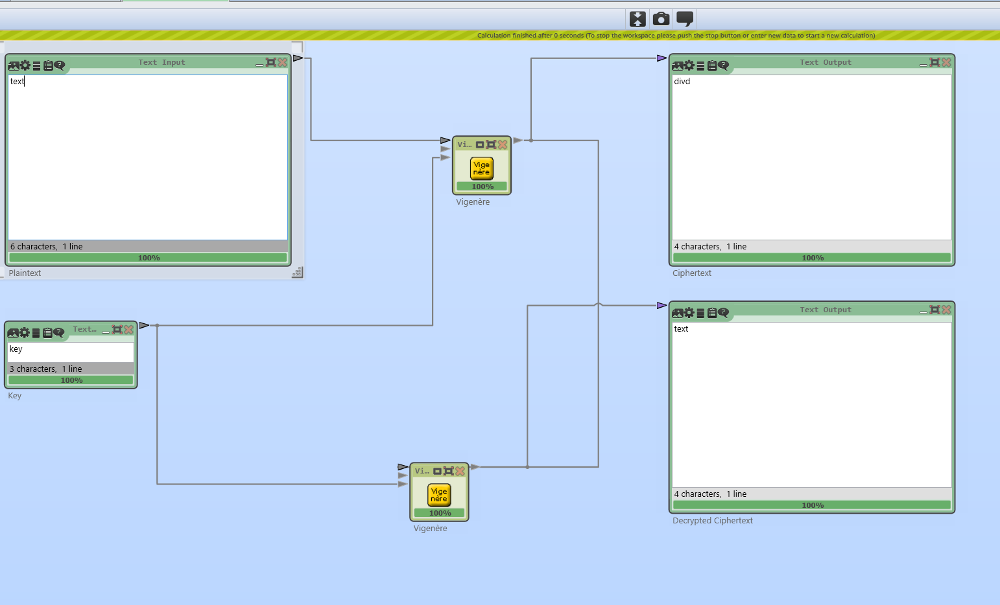 Calculation finished after 0 seconds (To stop the workspace please push the stop button or enter new data to start a new calculation)
Text Input
text
6 characters,  1 line
100%
Plaintext
Vi...
Vige
nère
100%
Vigenère
Text Output
divd
4 characters,  1 line
100%
Ciphertext
Text...
key
3 characters,  1 line
100%
Key
Text Output
text
4 characters,  1 line
100%
Decrypted Ciphertext
Vi...
Vige
nère
100%
Vigenère